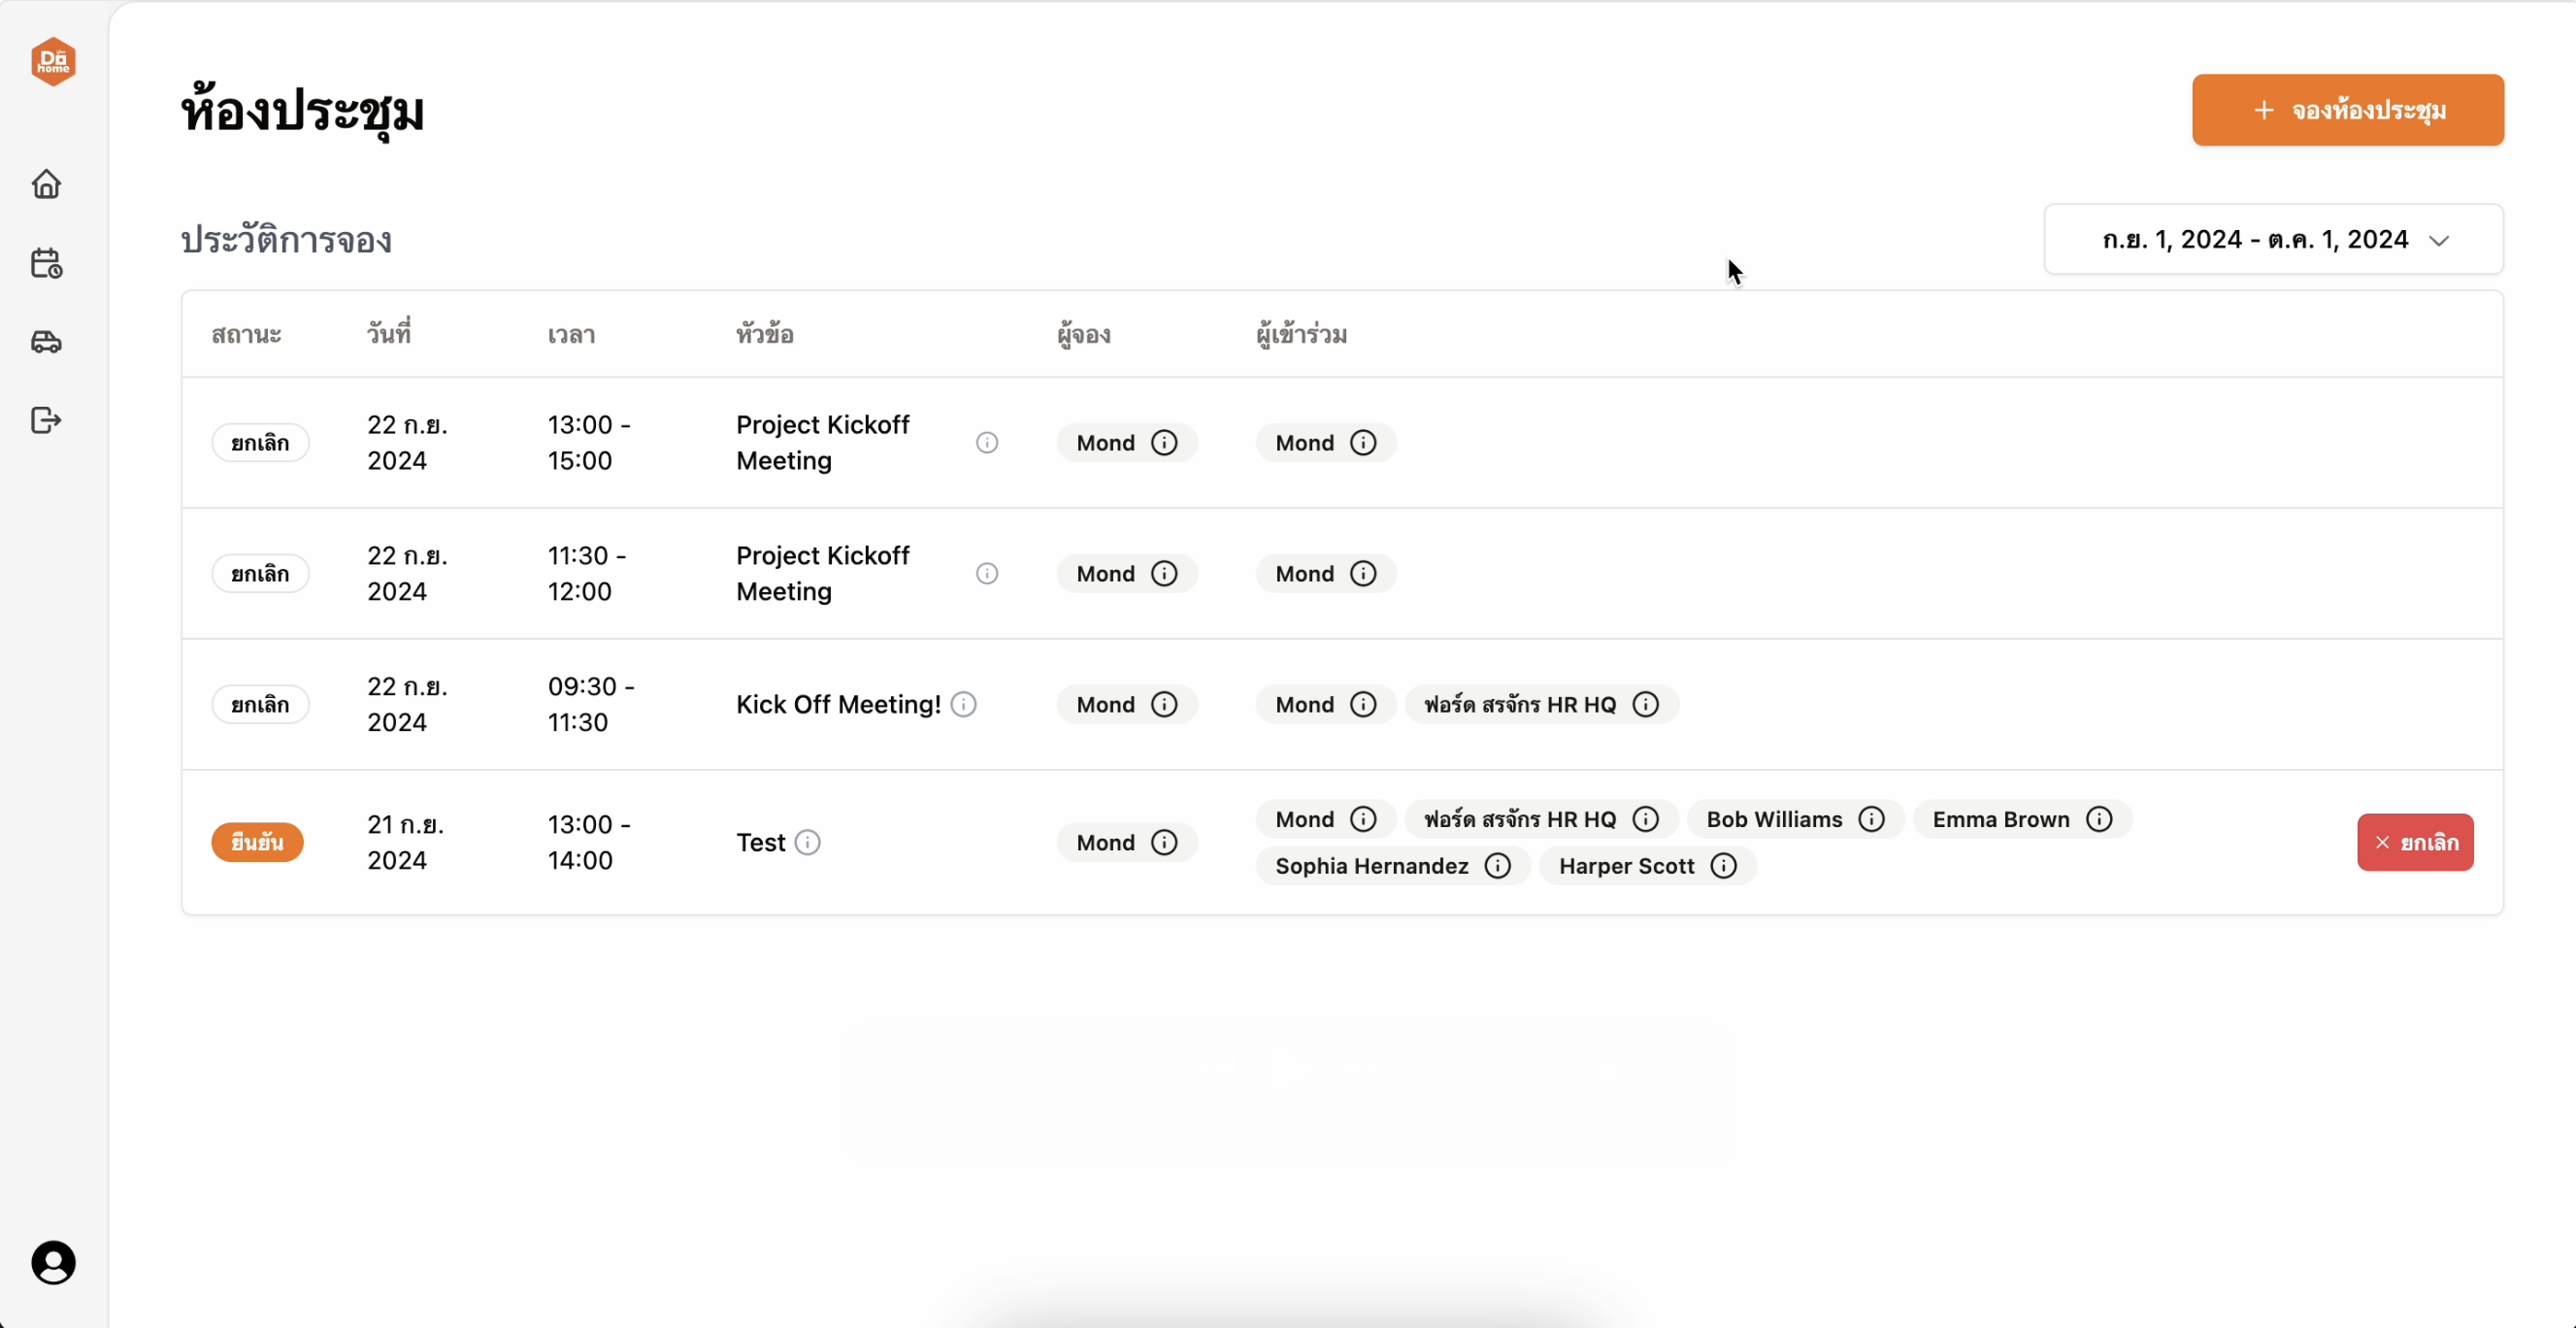 Dō
home
ห้องประชุม
+ จองห้องประชุม
ประวัติการจอง
ก.ย. 1, 2024 - ต.ค. 1, 2024
สถานะ วันที่ เวลา หัวข้อ ผู้จอง ผู้เข้าร่วม
ยกเลิก 22 ก.ย. 2024 13:00 - 15:00 Project Kickoff Meeting Mond Mond
ยกเลิก 22 ก.ย. 2024 11:30 - 12:00 Project Kickoff Meeting Mond Mond
ยกเลิก 22 ก.ย. 2024 09:30 - 11:30 Kick Off Meeting! Mond Mond ฟอร์ด สรจักร HR HQ
ยืนยัน 21 ก.ย. 2024 13:00 - 14:00 Test Mond Mond ฟอร์ด สรจักร HR HQ Bob Williams Emma Brown
Sophia Hernandez Harper Scott
× ยกเลิก